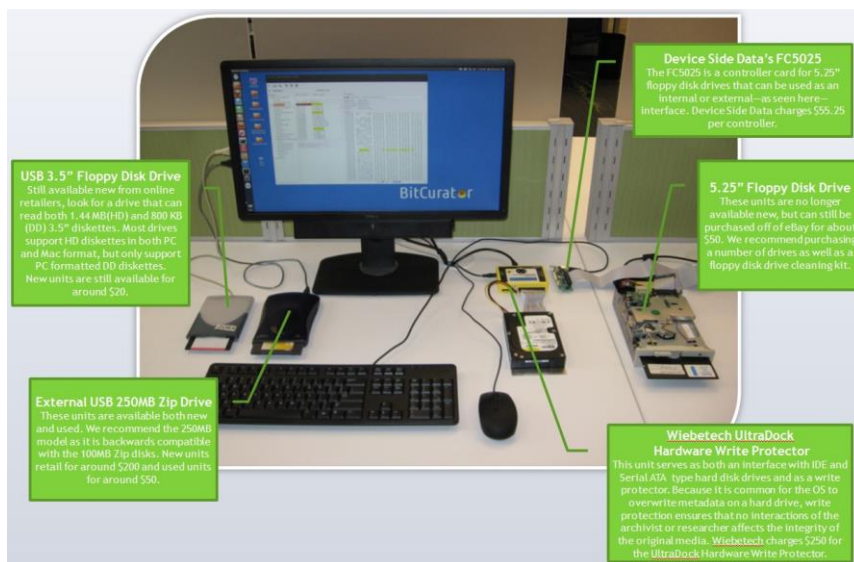 Device Side Data's FC5025
The FC5025 is a controller card for 5.25"
floppy disk drives that can be used as an
internal or external—as seen here—
interface. Device Side Data charges $55.25
per controller.
USB 3.5" Floppy Disk Drive
Still available new from online
retailers, look for a drive that can
read both 1.44 MB(HD) and 800 KB
(DD) 3.5" diskettes. Most drives
support HD diskettes in both PC
and Mac format, but only support
PC formatted DD diskettes.
New units are still available for
around $20.
5.25" Floppy Disk Drive
These units are no longer
available new, but can still be
purchased off of eBay for about
$50. We recommend purchasing
a number of drives as well as a
floppy disk drive cleaning kit.
BitCurator
External USB 250MB Zip Drive
These units are available both new
and used. We recommend the 250MB
model as it is backwards compatible
with the 100MB Zip disks. New units
retail for around $200 and used units
for around $50.
Wiebetech UltraDock
Hardware Write Protector
This unit serves as both an interface with IDE and
Serial ATA type hard disk drives and as a write
protector. Because it is common for the OS to
overwrite metadata on a hard drive, write
protection ensures that no interactions of the
archivist or researcher affects the integrity of
the original media. Wiebetech charges $250 for
the UltraDock Hardware Write Protector.